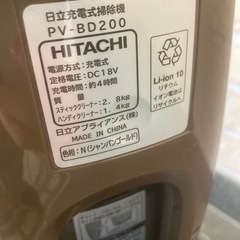 日立充電式掃除機
PV-BD200
HITACHI
電源方式：充電式
定格電圧：DC18V
充電時間：約4時間
スティッククリーナー：2.8kg
ハンディクリーナー：1.4kg
日立アプライアンス(株)
MADE IN CHINA
色相：N(シャンパンゴールド)
Li-Ion 10
リチウム
イオン電池は
リサイクルへ